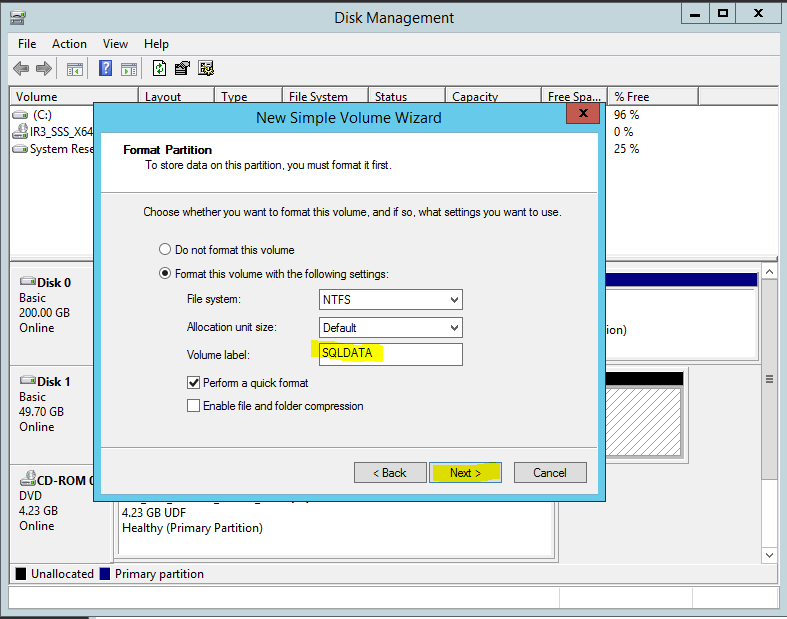 Disk Management
File Action View Help
Volume Layout Type File System Status Capacity Free Spa... % Free
(C:) 96 %
IR3_SSS_X64 0 %
System Rese 25 %
New Simple Volume Wizard
Format Partition
To store data on this partition, you must format it first.
Choose whether you want to format this volume, and if so, what settings you want to use.
Do not format this volume
Format this volume with the following settings:
File system: NTFS
Allocation unit size: Default
Volume label: SQLDATA
Perform a quick format
Enable file and folder compression
< Back Next > Cancel
Disk 0
Basic
200.00 GB
Online
ion)
Disk 1
Basic
49.70 GB
Online
CD-ROM 0
DVD
4.23 GB
Online
4.23 GB UDF
Healthy (Primary Partition)
Unallocated Primary partition